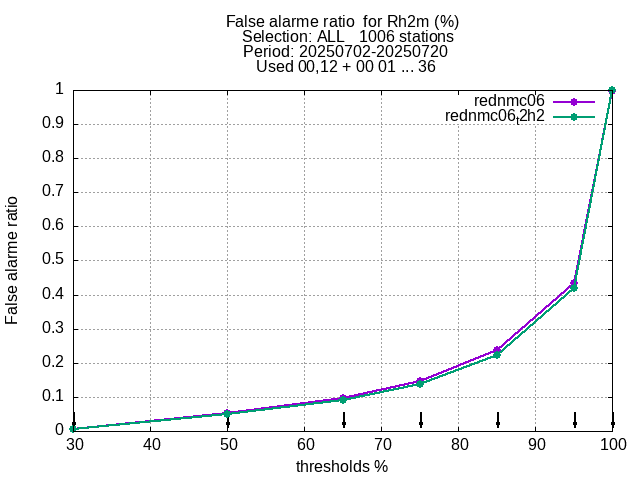 False alarme ratio  for Rh2m (%)
Selection: ALL   1006 stations
Period: 20250702-20250720
Used 00,12 + 00 01 ... 36
rednmc06
rednmc06,2h2
1
0.9
0.8
0.7
0.6
0.5
0.4
0.3
0.2
0.1
0
False alarme ratio
30 40 50 60 70 80 90 100
thresholds %